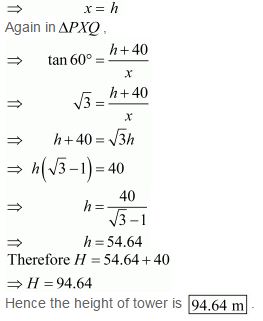 ⇒ x = h
Again in ΔPXQ ,
⇒ tan 60° = (h + 40)/x
⇒ √3 = (h + 40)/x
⇒ h + 40 = √3h
⇒ h(√3 − 1) = 40
⇒ h = 40/(√3 − 1)
⇒ h = 54.64
Therefore H = 54.64 + 40
⇒ H = 94.64
Hence the height of tower is 94.64 m .